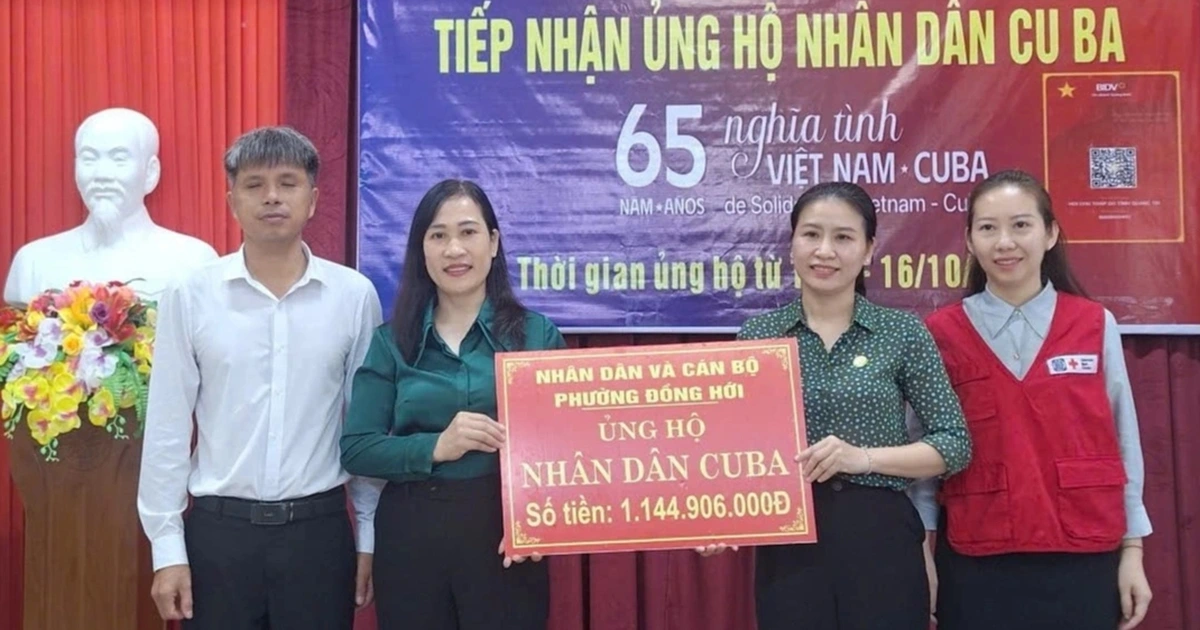 TIẾP NHẬN ỦNG HỘ NHÂN DÂN CU BA
65 nghĩa tình
VIỆT NAM ★ CUBA
NĂM ★ AÑOS
de Solid etnam - Cu
Thời gian ủng hộ từ 1 - 16/10/
BIDV
NHÂN DÂN VÀ CÁN BỘ
PHƯỜNG ĐỒNG HỚI
ỦNG HỘ
NHÂN DÂN CUBA
Số tiền: 1.144.906.000Đ